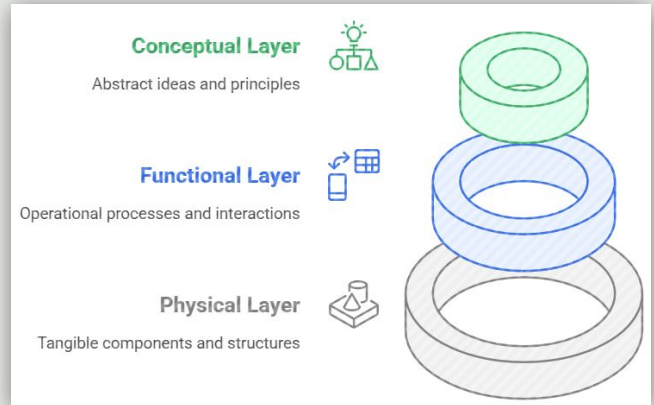 Conceptual Layer
Abstract ideas and principles
Functional Layer
Operational processes and interactions
Physical Layer
Tangible components and structures